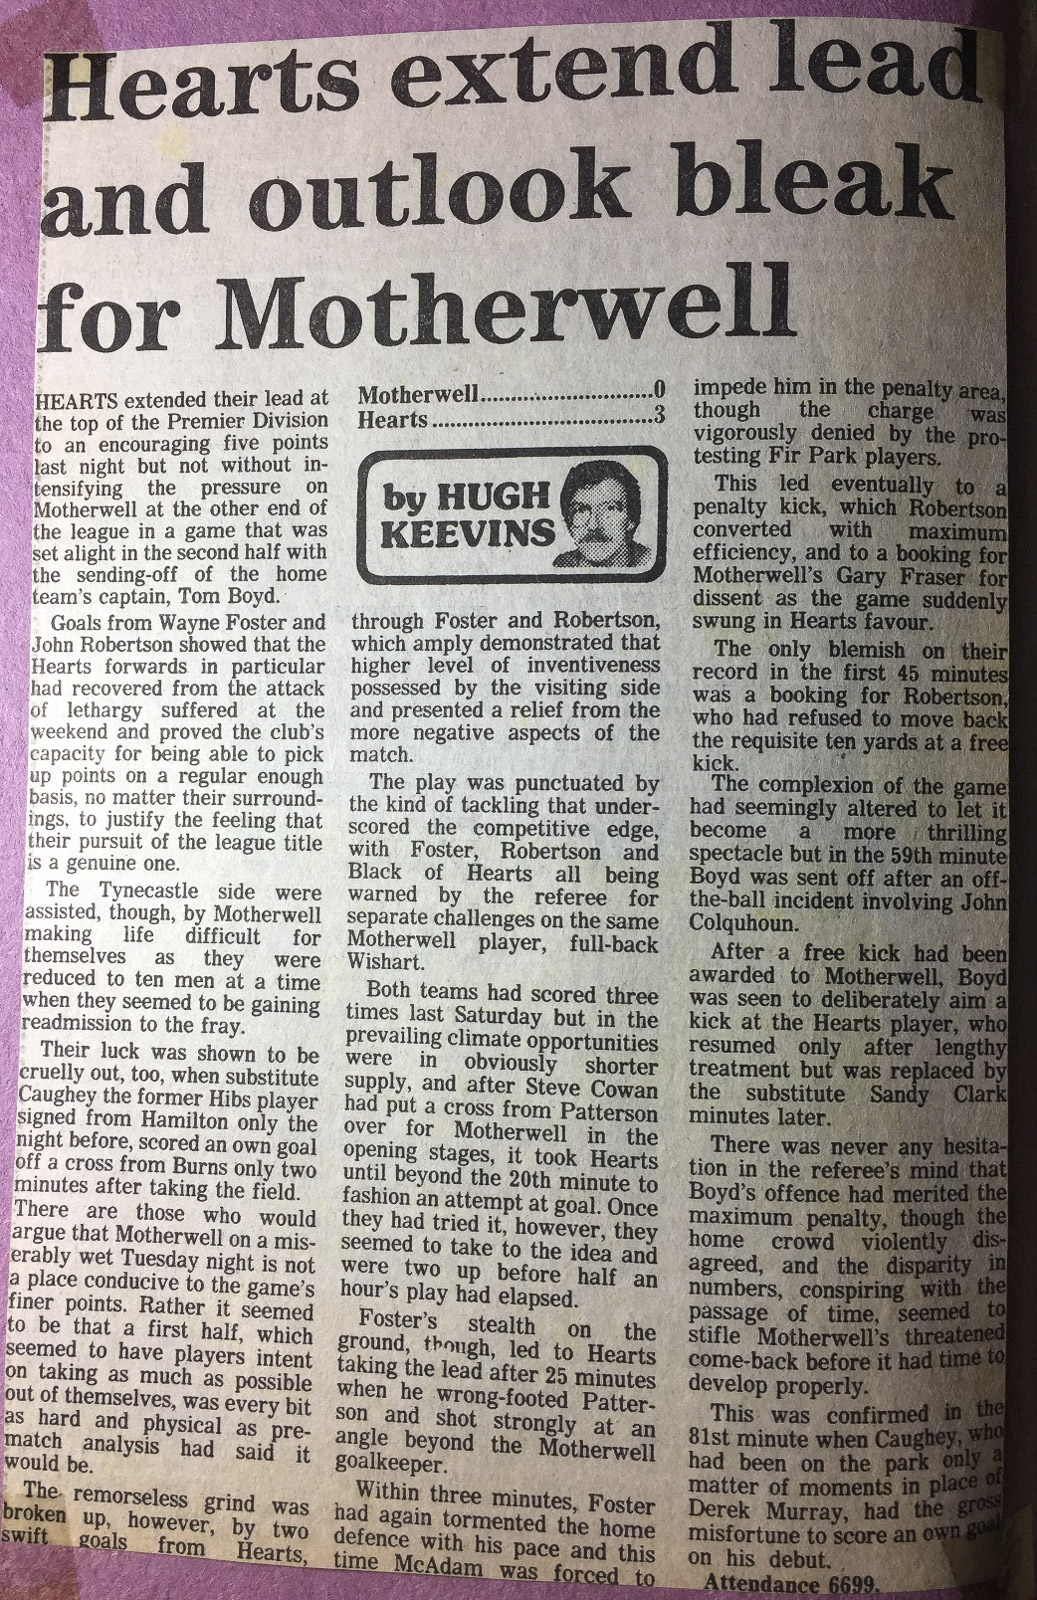 Hearts extend lead
and outlook bleak
for Motherwell
HEARTS extended their lead at
the top of the Premier Division
to an encouraging five points
last night but not without in-
tensifying the pressure on
Motherwell at the other end of
the league in a game that was
set alight in the second half with
the sending-off of the home
team's captain, Tom Boyd.
Goals from Wayne Foster and
John Robertson showed that the
Hearts forwards in particular
had recovered from the attack
of lethargy suffered at the
weekend and proved the club's
capacity for being able to pick
up points on a regular enough
basis, no matter their surround-
ings, to justify the feeling that
their pursuit of the league title
is a genuine one.
The Tynecastle side were
assisted, though, by Motherwell
making life difficult for
themselves as they were
reduced to ten men at a time
when they seemed to be gaining
readmission to the fray.
Their luck was shown to be
cruelly out, too, when substitute
Caughey the former Hibs player
signed from Hamilton only the
night before, scored an own goal
off a cross from Burns only two
minutes after taking the field.
There are those who would
argue that Motherwell on a mis-
erably wet Tuesday night is not
a place conducive to the game's
finer points. Rather it seemed
to be that a first half, which
seemed to have players intent
on taking as much as possible
out of themselves, was every bit
as hard and physical as pre-
match analysis had said it
would be.
The remorseless grind was
broken up, however, by two
swift goals from Hearts,
Motherwell..............................0
Hearts.......................................3
by HUGH
KEEVINS
through Foster and Robertson,
which amply demonstrated that
higher level of inventiveness
possessed by the visiting side
and presented a relief from the
more negative aspects of the
match.
The play was punctuated by
the kind of tackling that under-
scored the competitive edge,
with Foster, Robertson and
Black of Hearts all being
warned by the referee for
separate challenges on the same
Motherwell player, full-back
Wishart.
Both teams had scored three
times last Saturday but in the
prevailing climate opportunities
were in obviously shorter
supply, and after Steve Cowan
had put a cross from Patterson
over for Motherwell in the
opening stages, it took Hearts
until beyond the 20th minute to
fashion an attempt at goal. Once
they had tried it, however, they
seemed to take to the idea and
were two up before half an
hour's play had elapsed.
Foster's stealth on the
ground, though, led to Hearts
taking the lead after 25 minutes
when he wrong-footed Patter-
son and shot strongly at an
angle beyond the Motherwell
goalkeeper.
Within three minutes, Foster
had again tormented the home
defence with his pace and this
time McAdam was forced to
impede him in the penalty area,
though the charge was
vigorously denied by the pro-
testing Fir Park players.
This led eventually to a
penalty kick, which Robertson
converted with maximum
efficiency, and to a booking for
Motherwell's Gary Fraser for
dissent as the game suddenly
swung in Hearts favour.
The only blemish on their
record in the first 45 minutes
was a booking for Robertson,
who had refused to move back
the requisite ten yards at a free
kick.
The complexion of the game
had seemingly altered to let it
become a more thrilling
spectacle but in the 59th minute
Boyd was sent off after an off-
the-ball incident involving John
Colquhoun.
After a free kick had been
awarded to Motherwell, Boyd
was seen to deliberately aim a
kick at the Hearts player, who
resumed only after lengthy
treatment but was replaced by
the substitute Sandy Clark
minutes later.
There was never any hesita-
tion in the referee's mind that
Boyd's offence had merited the
maximum penalty, though the
home crowd violently dis-
agreed, and the disparity in
numbers, conspiring with the
passage of time, seemed to
stifle Motherwell's threatened
come-back before it had time to
develop properly.
This was confirmed in the
81st minute when Caughey, who
had been on the park only a
matter of moments in place of
Derek Murray, had the gross
misfortune to score an own goal
on his debut.
Attendance 6699.